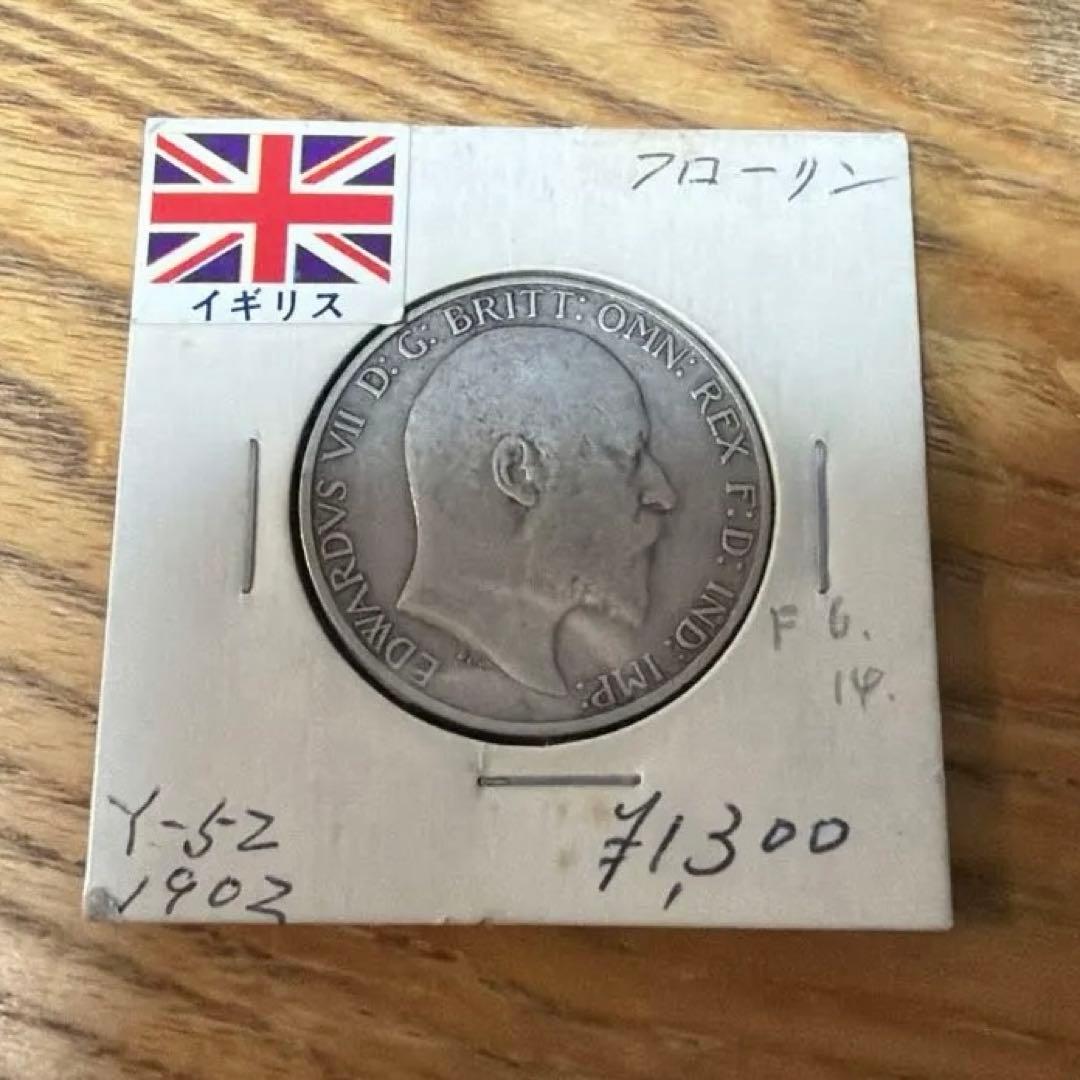 フローリン
イギリス
EDWARDVS VII D: G: BRITT: OMN: REX F: D: IND: IMP:
F 6.
14.
Y-52
1902
¥1,300